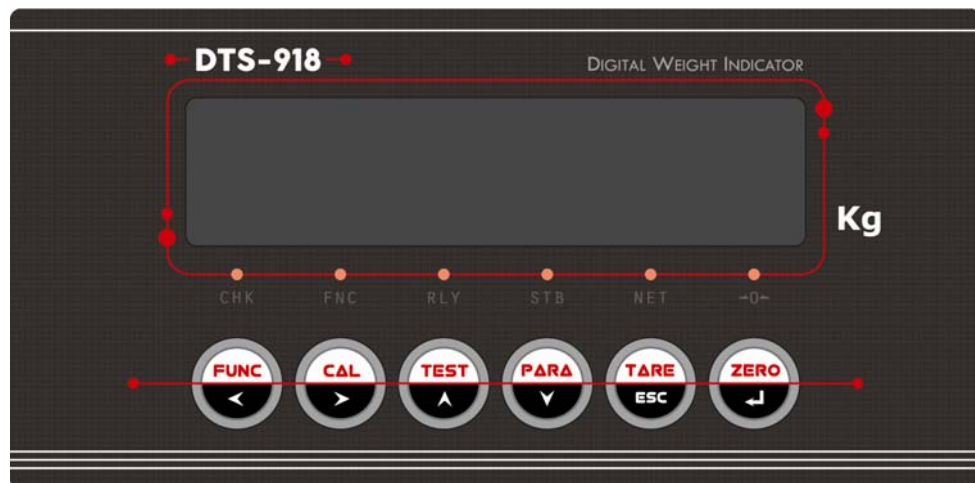 DTS-918 DIGITAL WEIGHT INDICATOR
Kg
CHK FNC RLY STB NET →0←
FUNC CAL TEST PARA TARE ZERO
ESC